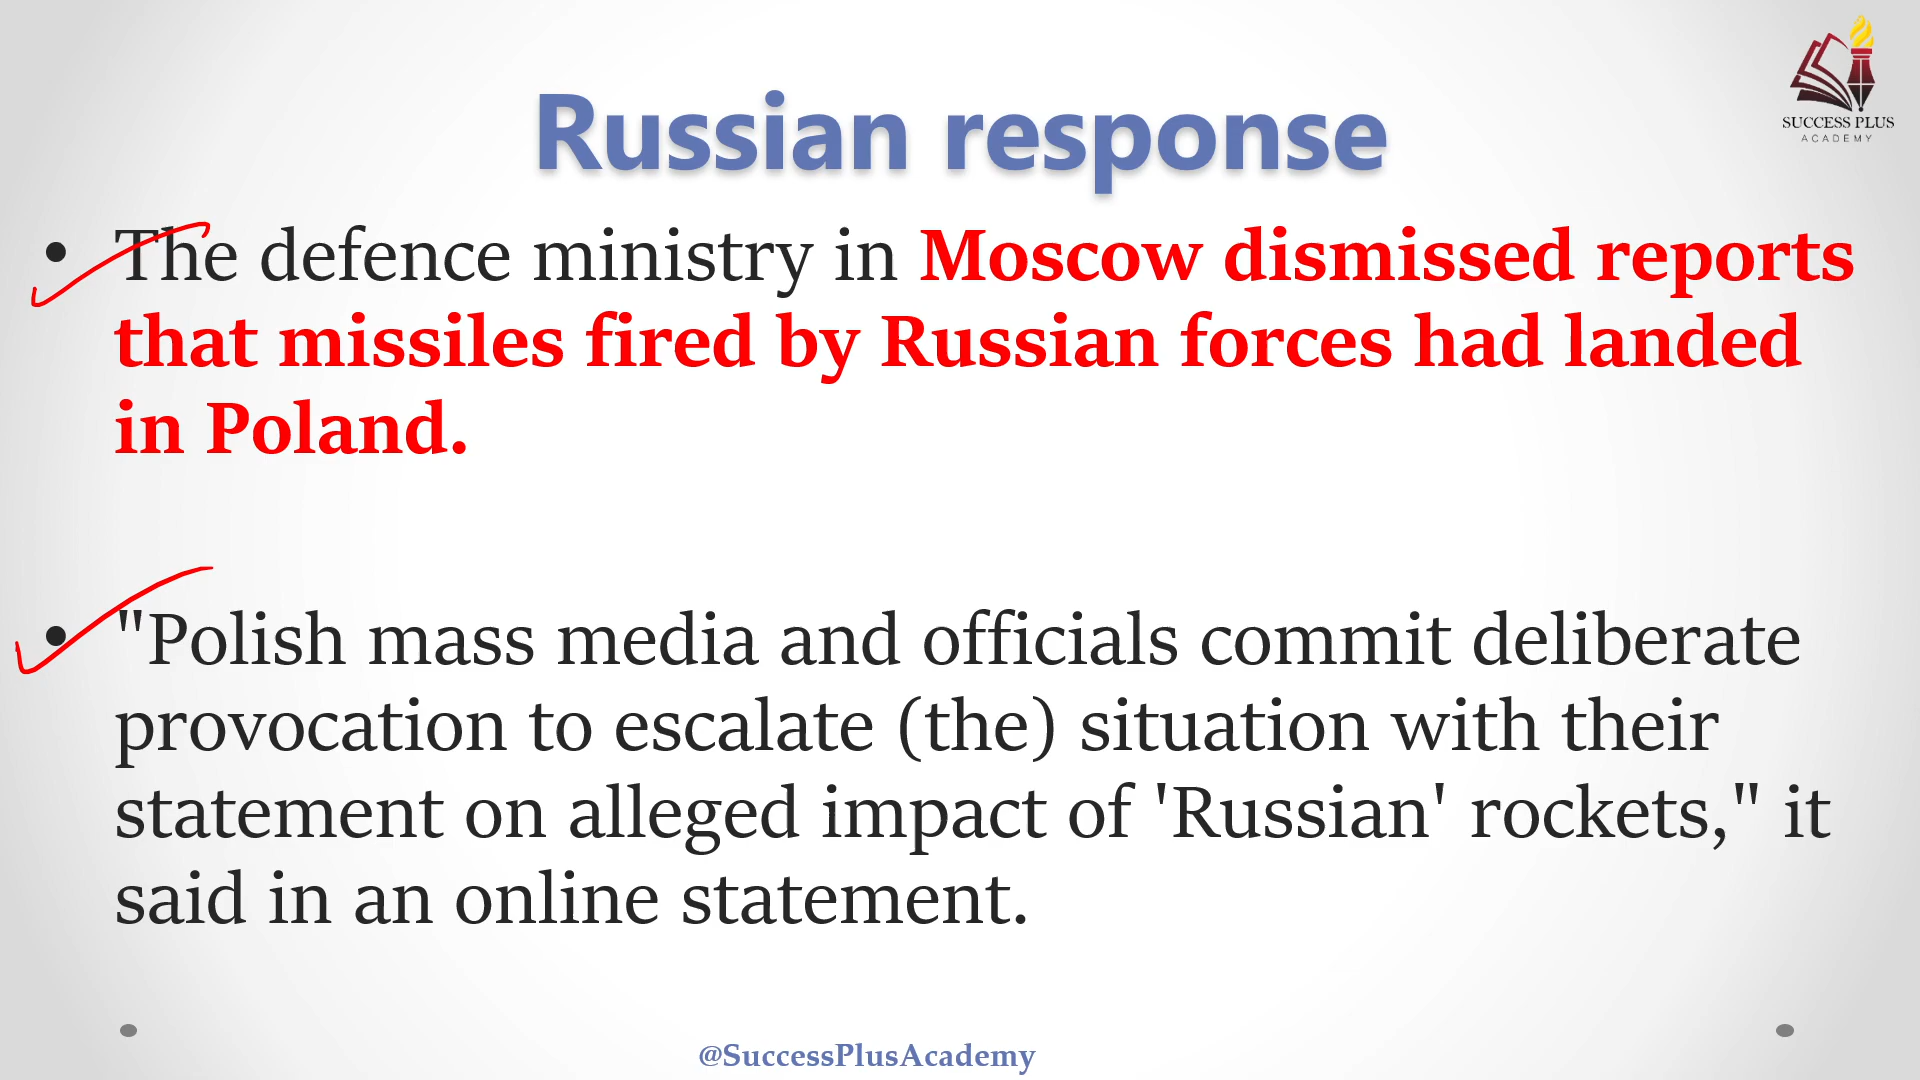 SUCCESS PLUS
ACADEMY
Russian response
• The defence ministry in Moscow dismissed reports
that missiles fired by Russian forces had landed
in Poland.
• "Polish mass media and officials commit deliberate
provocation to escalate (the) situation with their
statement on alleged impact of 'Russian' rockets," it
said in an online statement.
@SuccessPlusAcademy